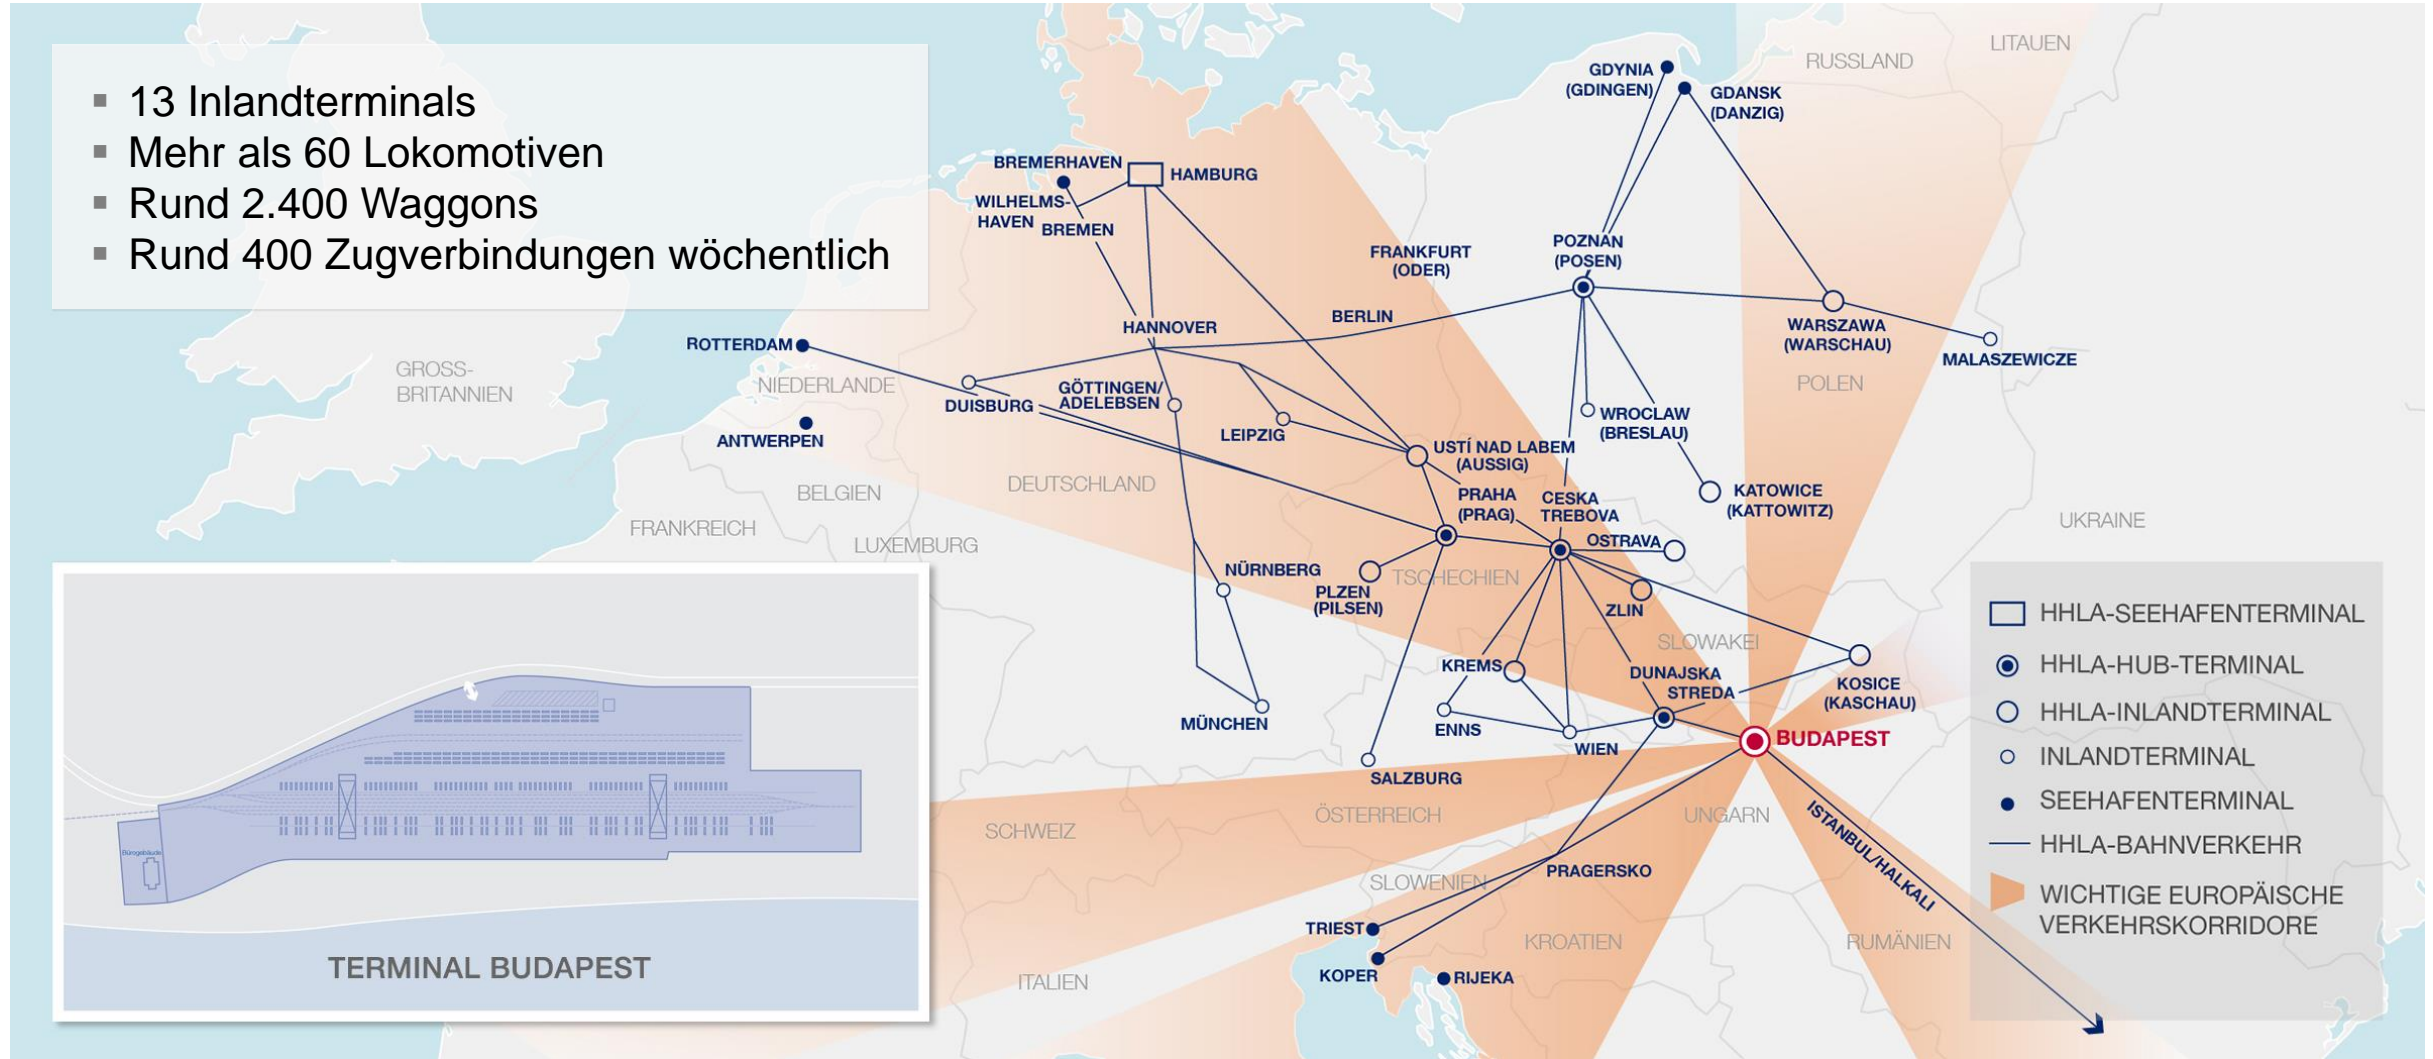 13 Inlandterminals
Mehr als 60 Lokomotiven
Rund 2.400 Waggons
Rund 400 Zugverbindungen wöchentlich
LITAUEN
RUSSLAND
GDYNIA
(GDINGEN)
GDANSK
(DANZIG)
BREMERHAVEN
HAMBURG
WILHELMS-
HAVEN
BREMEN
FRANKFURT
(ODER)
POZNAN
(POSEN)
BERLIN
HANNOVER
WARSZAWA
(WARSCHAU)
MALASZEWICZE
POLEN
ROTTERDAM
GROSS-
BRITANNIEN
NIEDERLANDE
DUISBURG
GÖTTINGEN/
ADELEBSEN
ANTWERPEN
LEIPZIG
WROCLAW
(BRESLAU)
USTÍ NAD LABEM
(AUSSIG)
DEUTSCHLAND
BELGIEN
FRANKREICH
LUXEMBURG
PRAHA
(PRAG)
CESKA
TREBOVA
KATOWICE
(KATTOWITZ)
UKRAINE
OSTRAVA
NÜRNBERG
TSCHECHIEN
PLZEN
(PILSEN)
ZLIN
SLOWAKEI
KREMS
DUNAJSKA
STREDA
KOSICE
(KASCHAU)
MÜNCHEN
ENNS
WIEN
BUDAPEST
SALZBURG
ÖSTERREICH
UNGARN
SCHWEIZ
ISTANBUL/HALKALI
PRAGERSKO
SLOWENIEN
TRIEST
KROATIEN
RUMÄNIEN
KOPER
RIJEKA
ITALIEN
Bürogebäude
TERMINAL BUDAPEST
HHLA-SEEHAFENTERMINAL
HHLA-HUB-TERMINAL
HHLA-INLANDTERMINAL
INLANDTERMINAL
SEEHAFENTERMINAL
HHLA-BAHNVERKEHR
WICHTIGE EUROPÄISCHE
VERKEHRSKORRIDORE